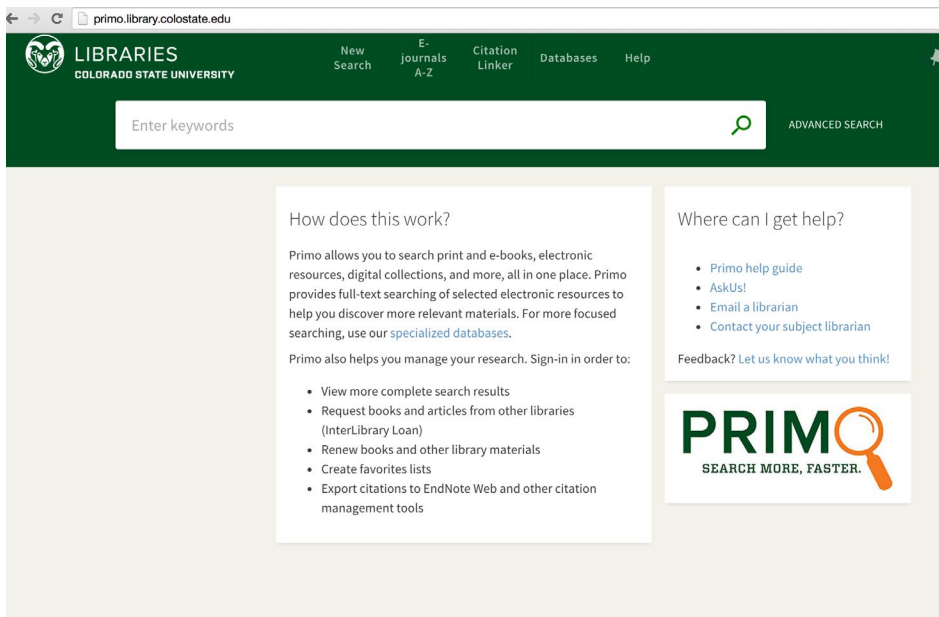 primo.library.colostate.edu
LIBRARIES
COLORADO STATE UNIVERSITY
New
Search
E-
journals
A-Z
Citation
Linker
Databases
Help
Enter keywords
ADVANCED SEARCH
How does this work?
Primo allows you to search print and e-books, electronic
resources, digital collections, and more, all in one place. Primo
provides full-text searching of selected electronic resources to
help you discover more relevant materials. For more focused
searching, use our specialized databases.
Primo also helps you manage your research. Sign-in in order to:
• View more complete search results
• Request books and articles from other libraries
(InterLibrary Loan)
• Renew books and other library materials
• Create favorites lists
• Export citations to EndNote Web and other citation
management tools
Where can I get help?
• Primo help guide
• AskUs!
• Email a librarian
• Contact your subject librarian
Feedback? Let us know what you think!
PRIMO
SEARCH MORE, FASTER.